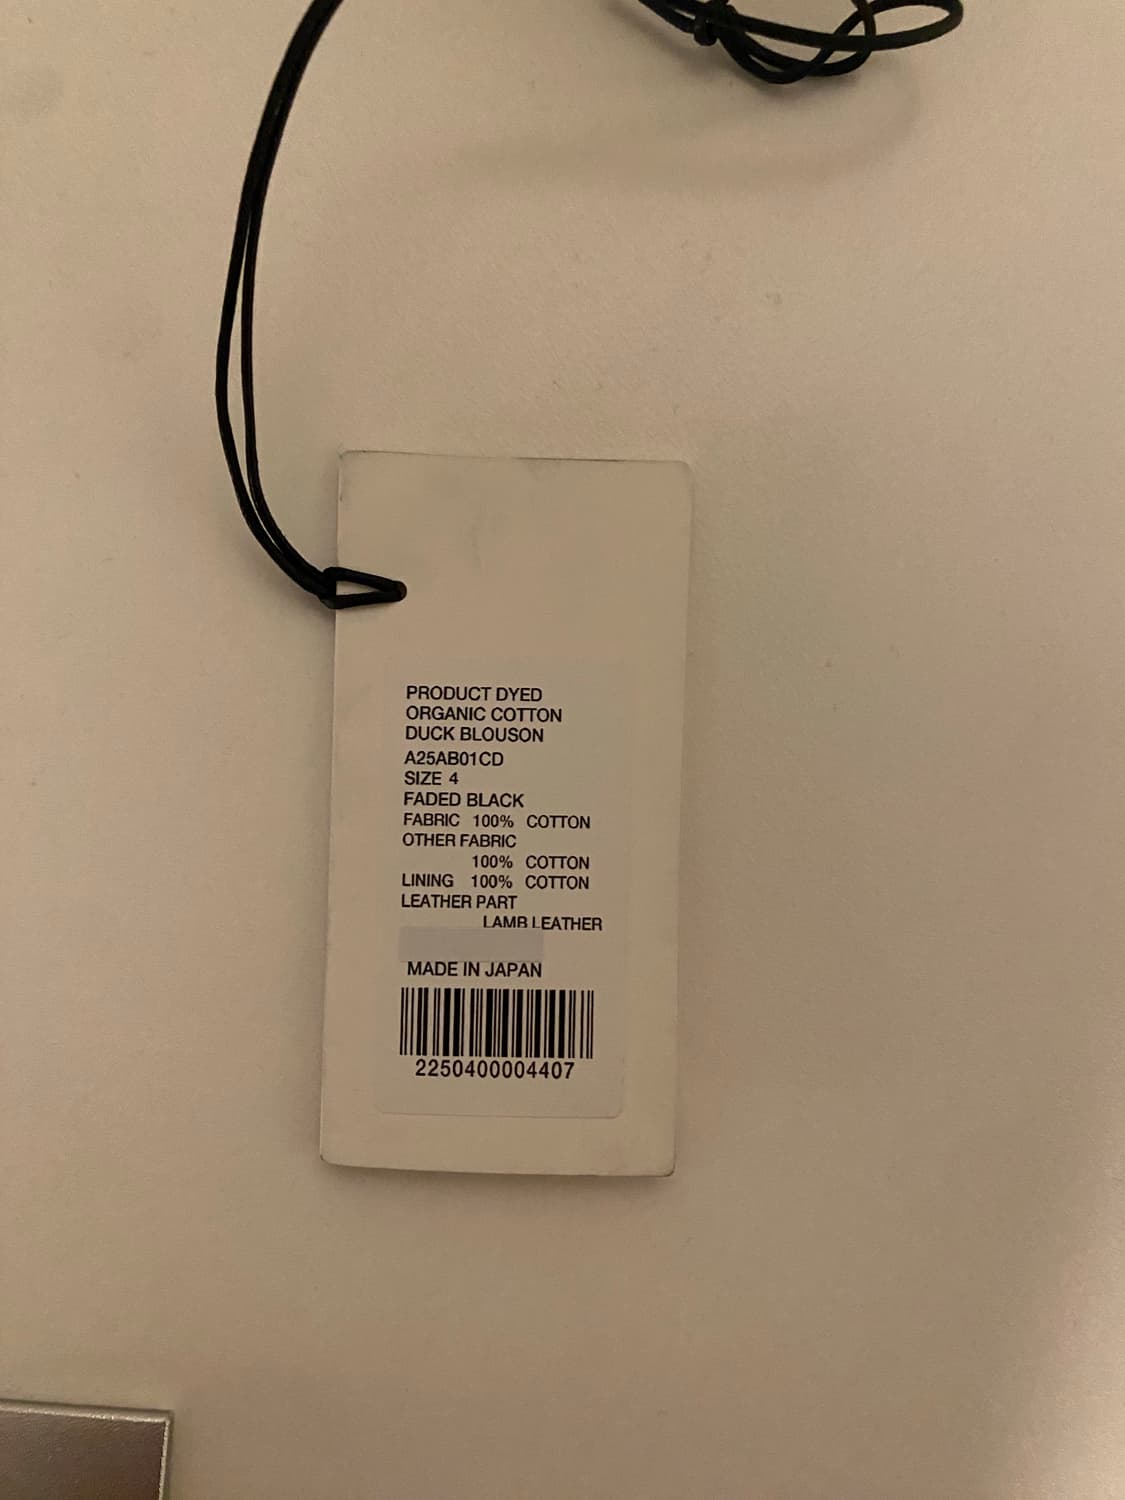 PRODUCT DYED
ORGANIC COTTON
DUCK BLOUSON
A25AB01CD
SIZE 4
FADED BLACK
FABRIC 100% COTTON
OTHER FABRIC
100% COTTON
LINING 100% COTTON
LEATHER PART
LAMB LEATHER
MADE IN JAPAN
2250400004407